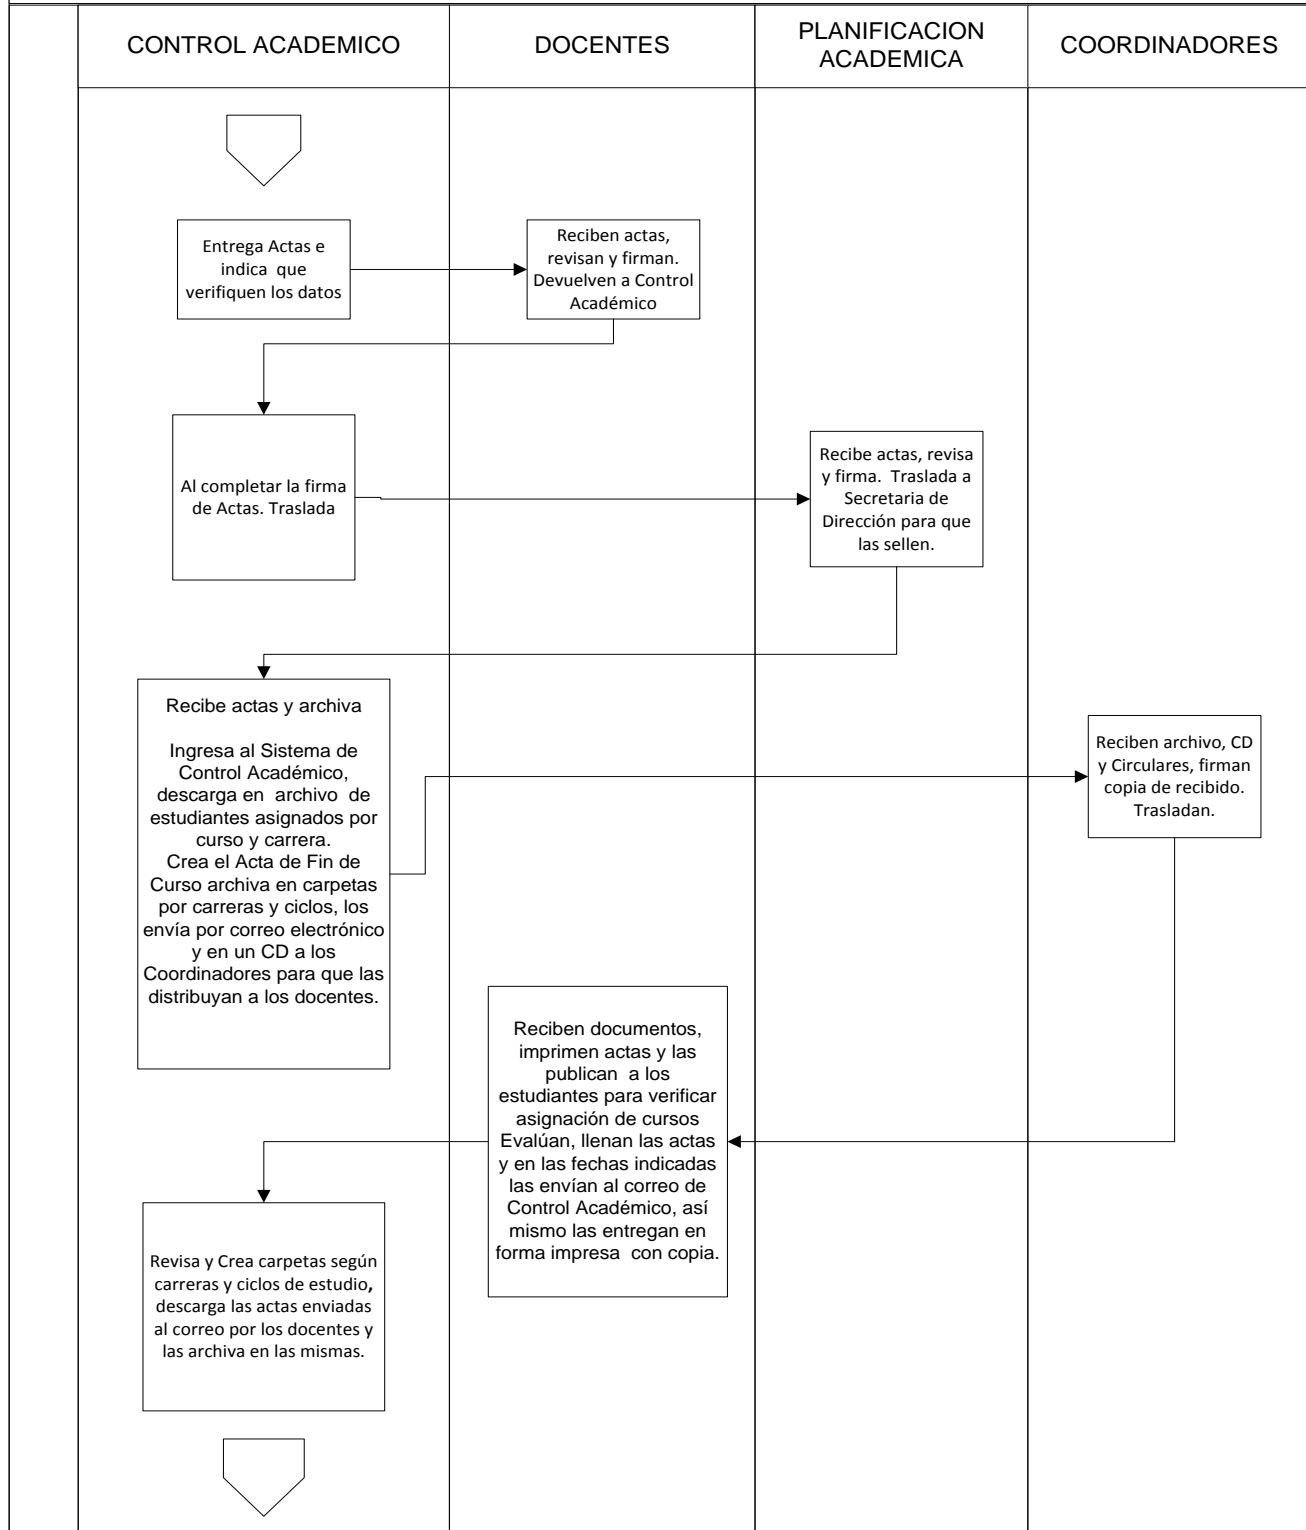 CONTROL ACADEMICO
DOCENTES
PLANIFICACION
ACADEMICA
COORDINADORES
Entrega Actas e
indica que
verifiquen los datos
Reciben actas,
revisan y firman.
Devuelven a Control
Académico
Al completar la firma
de Actas. Traslada
Recibe actas, revisa
y firma. Traslada a
Secretaria de
Dirección para que
las sellen.
Recibe actas y archiva
Ingresa al Sistema de
Control Académico,
descarga en archivo de
estudiantes asignados por
curso y carrera.
Crea el Acta de Fin de
Curso archiva en carpetas
por carreras y ciclos, los
envía por correo electrónico
y en un CD a los
Coordinadores para que las
distribuyan a los docentes.
Reciben archivo, CD
y Circulares, firman
copia de recibido.
Trasladan.
Reciben documentos,
imprimen actas y las
publican a los
estudiantes para verificar
asignación de cursos
Evalúan, llenan las actas
y en las fechas indicadas
las envían al correo de
Control Académico, así
mismo las entregan en
forma impresa con copia.
Revisa y Crea carpetas según
carreras y ciclos de estudio,
descarga las actas enviadas
al correo por los docentes y
las archiva en las mismas.